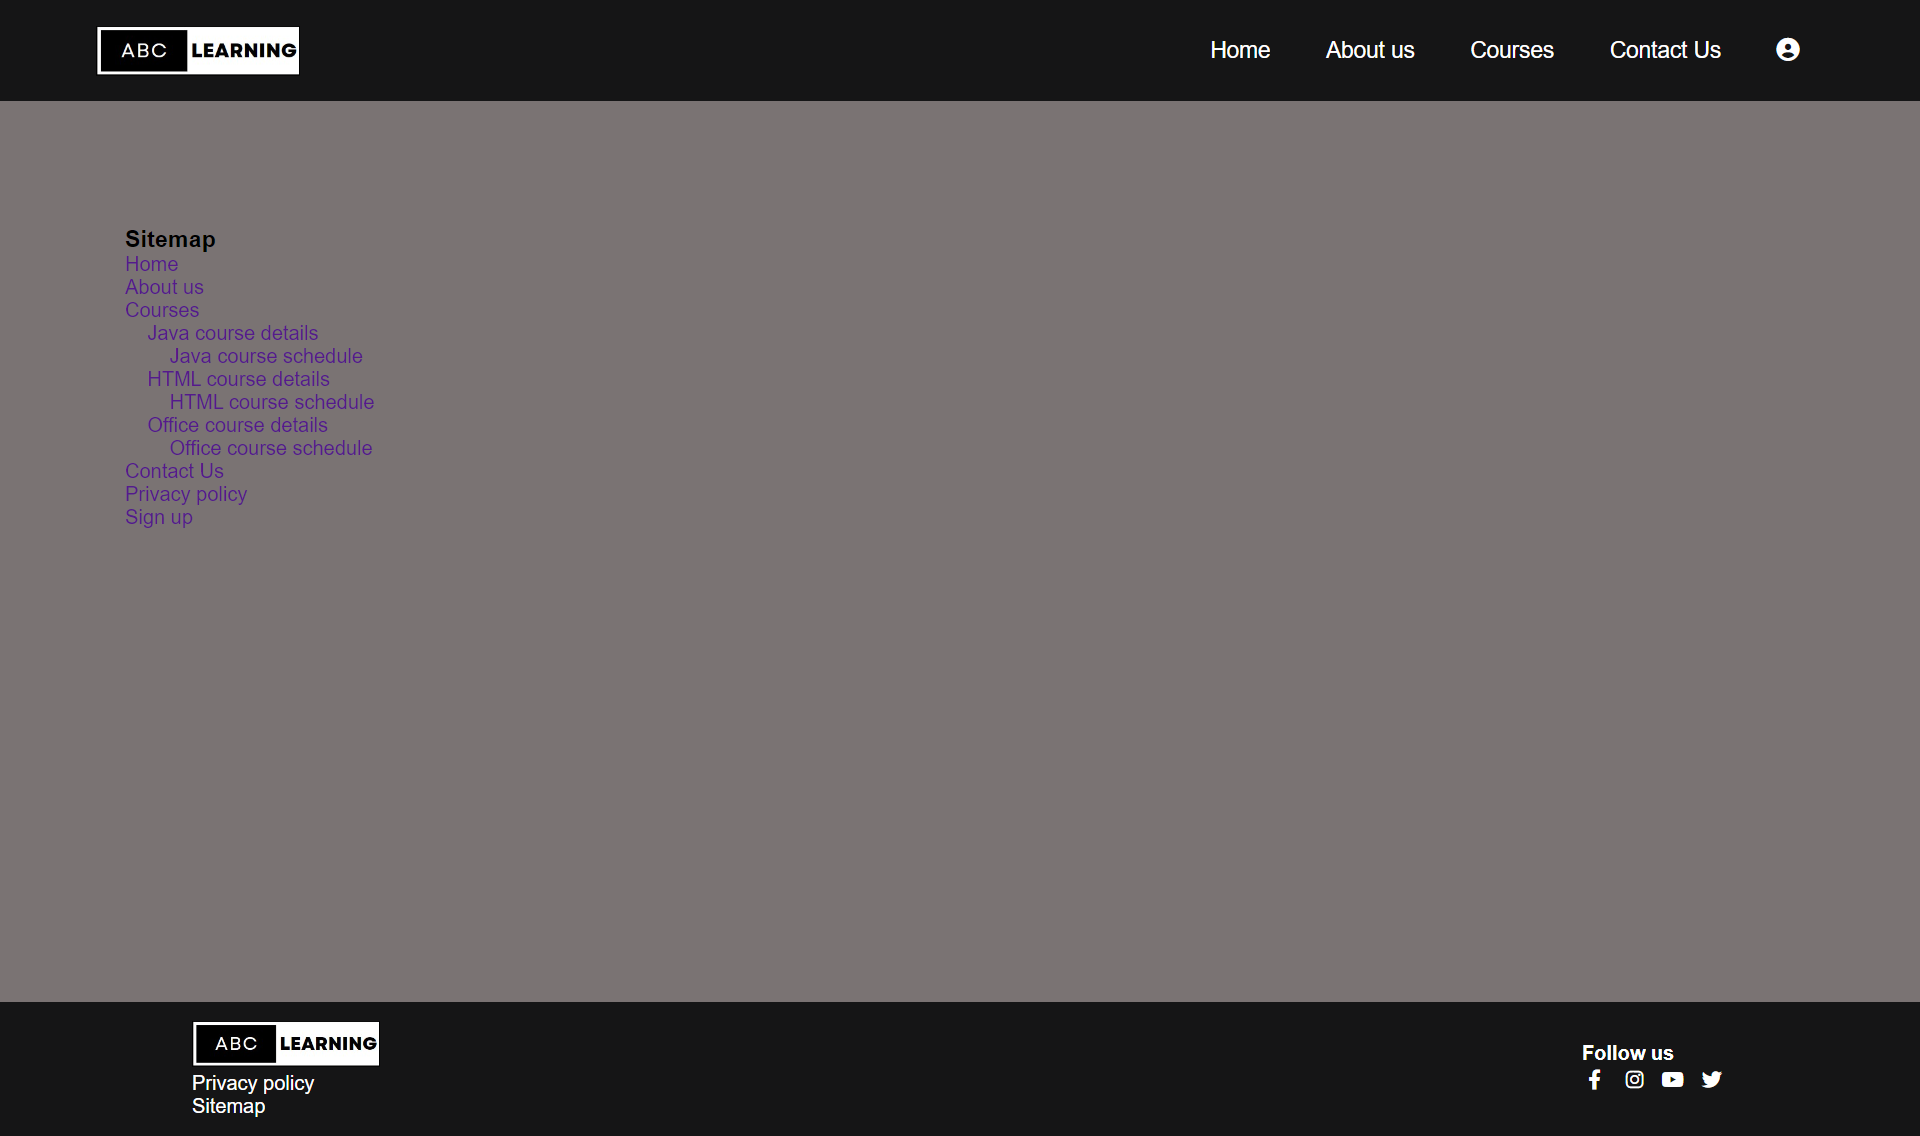 ABC LEARNING
Home About us Courses Contact Us
Sitemap
Home
About us
Courses
Java course details
Java course schedule
HTML course details
HTML course schedule
Office course details
Office course schedule
Contact Us
Privacy policy
Sign up
ABC LEARNING
Privacy policy
Sitemap
Follow us